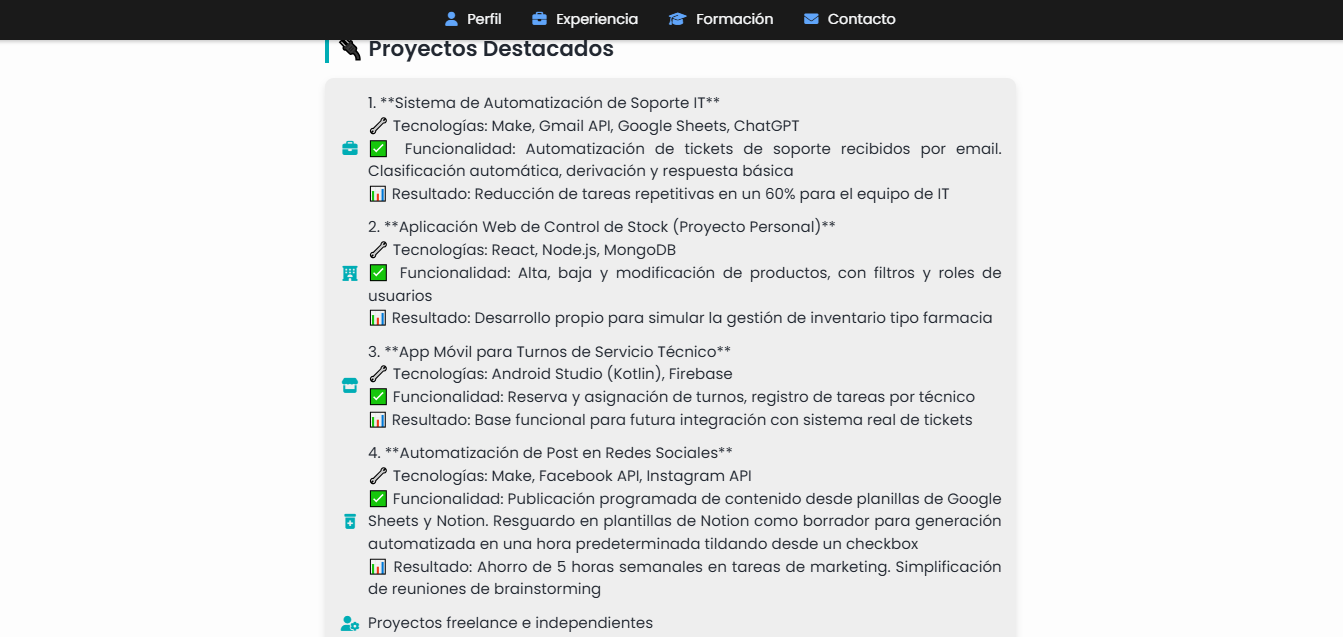 Perfil Experiencia Formación Contacto
Proyectos Destacados
1. **Sistema de Automatización de Soporte IT**
Tecnologías: Make, Gmail API, Google Sheets, ChatGPT
Funcionalidad: Automatización de tickets de soporte recibidos por email.
Clasificación automática, derivación y respuesta básica
Resultado: Reducción de tareas repetitivas en un 60% para el equipo de IT
2. **Aplicación Web de Control de Stock (Proyecto Personal)**
Tecnologías: React, Node.js, MongoDB
Funcionalidad: Alta, baja y modificación de productos, con filtros y roles de
usuarios
Resultado: Desarrollo propio para simular la gestión de inventario tipo farmacia
3. **App Móvil para Turnos de Servicio Técnico**
Tecnologías: Android Studio (Kotlin), Firebase
Funcionalidad: Reserva y asignación de turnos, registro de tareas por técnico
Resultado: Base funcional para futura integración con sistema real de tickets
4. **Automatización de Post en Redes Sociales**
Tecnologías: Make, Facebook API, Instagram API
Funcionalidad: Publicación programada de contenido desde planillas de Google
Sheets y Notion. Resguardo en plantillas de Notion como borrador para generación
automatizada en una hora predeterminada tildando desde un checkbox
Resultado: Ahorro de 5 horas semanales en tareas de marketing. Simplificación
de reuniones de brainstorming
Proyectos freelance e independientes